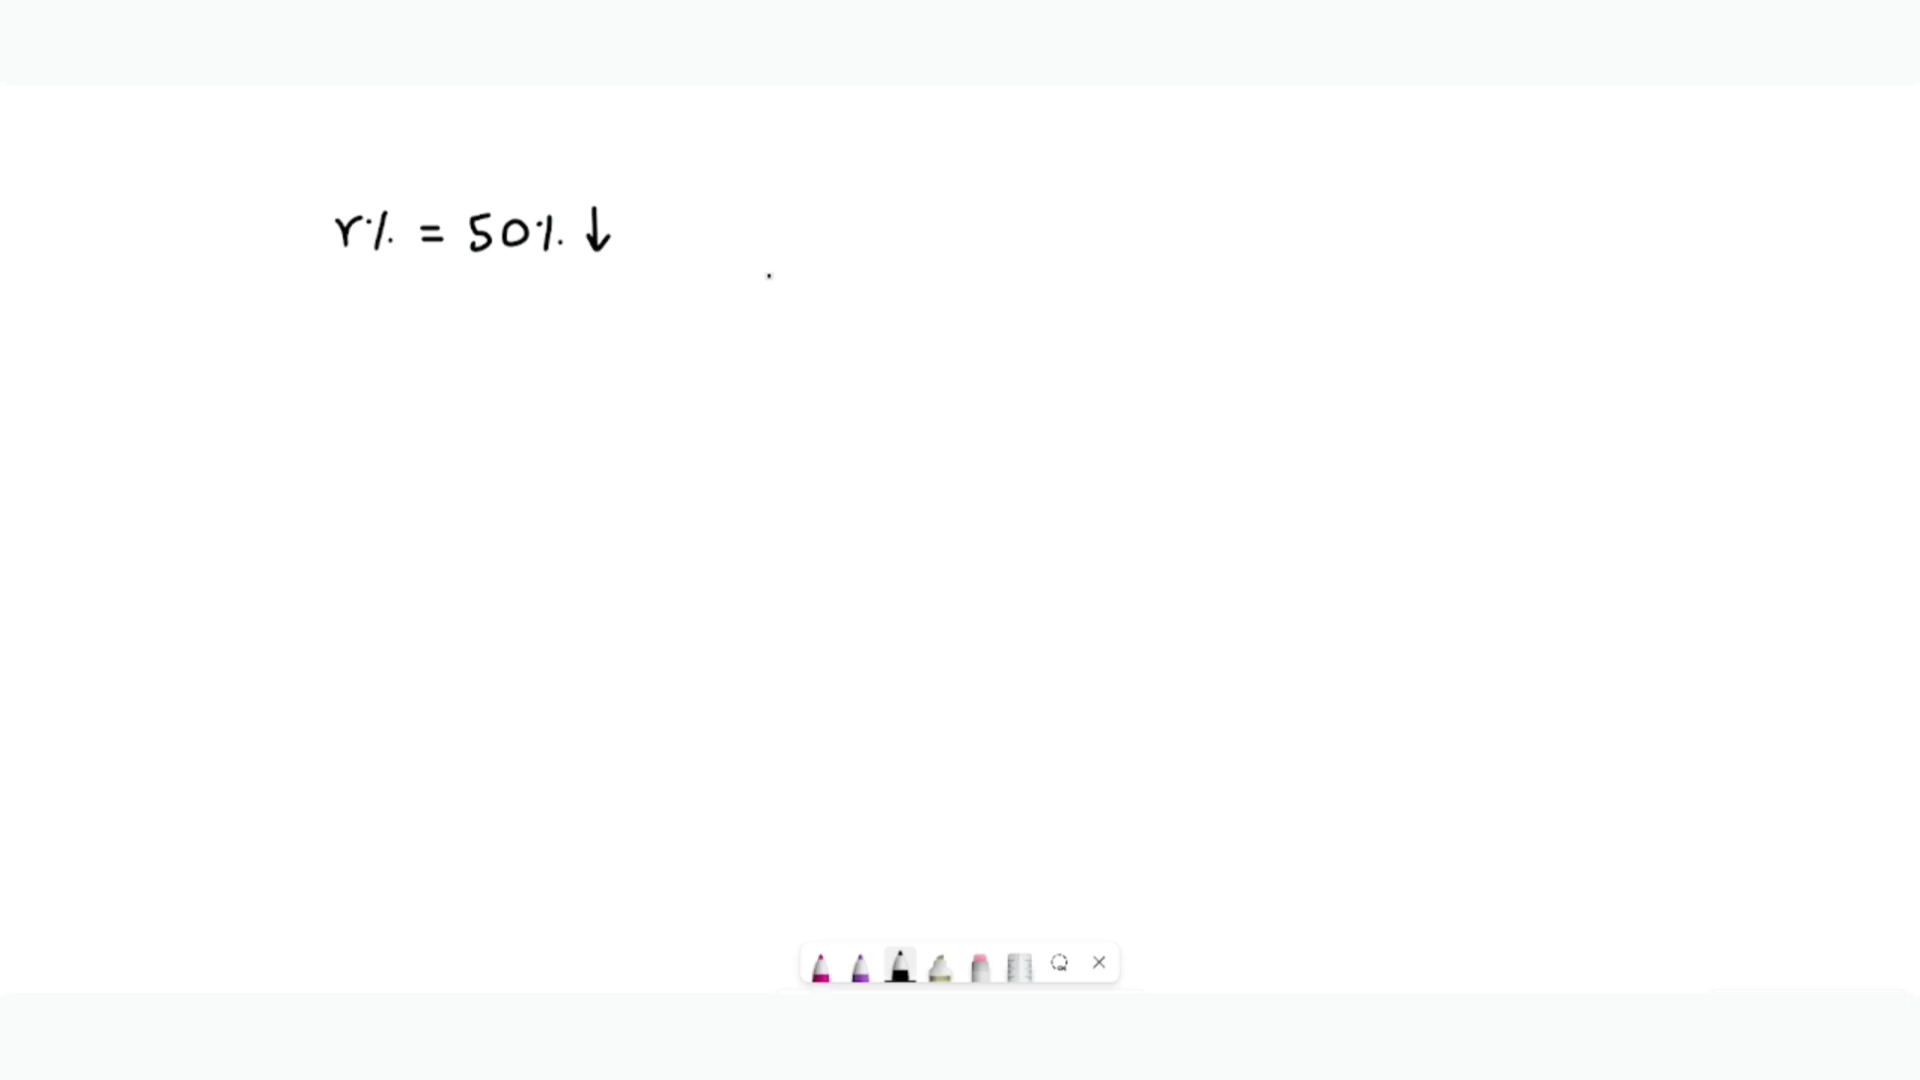 r% = 50% ↓